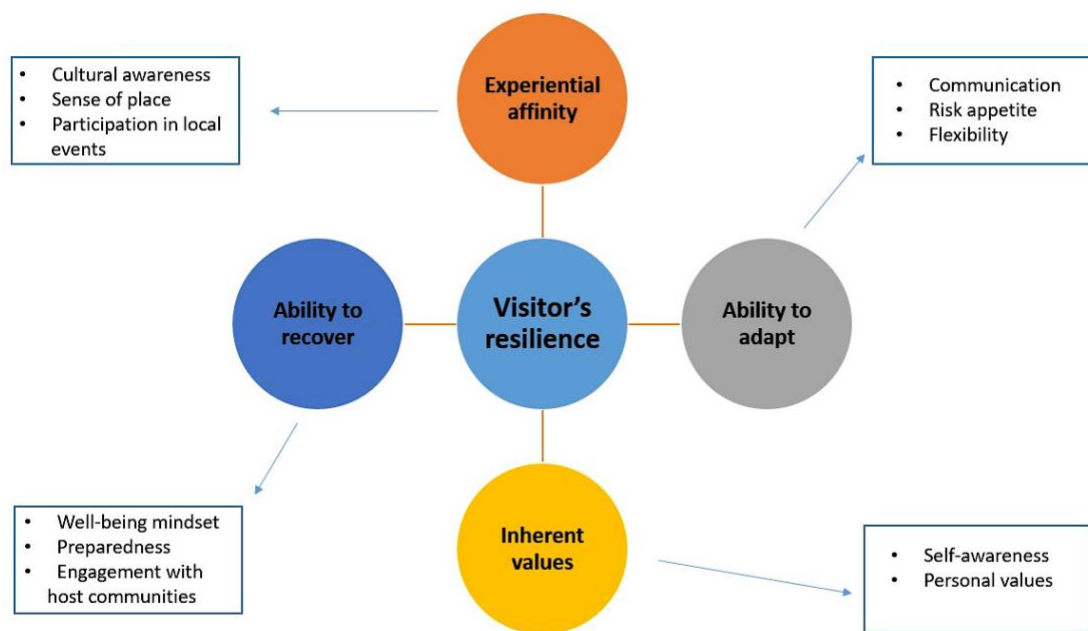 • Cultural awareness
• Sense of place
• Participation in local
events
Experiential
affinity
• Communication
• Risk appetite
• Flexibility
Ability to
recover
Visitor’s
resilience
Ability to
adapt
• Well-being mindset
• Preparedness
• Engagement with
host communities
Inherent
values
• Self-awareness
• Personal values